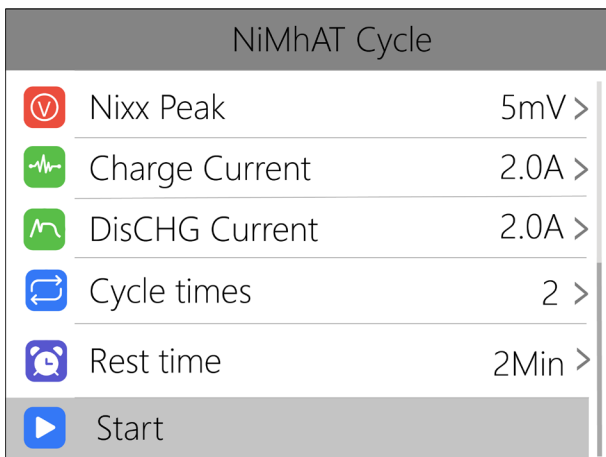 NiMhAT Cycle
Nixx Peak 5mV >
Charge Current 2.0A >
DisCHG Current 2.0A >
Cycle times 2 >
Rest time 2Min >
Start